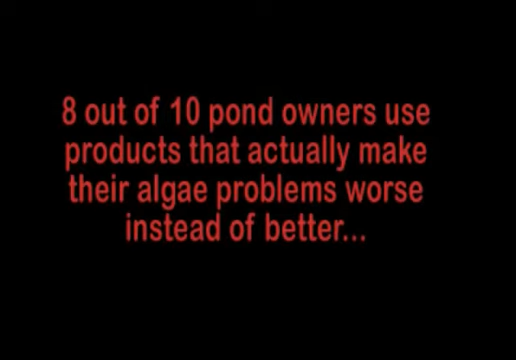 8 out of 10 pond owners use
products that actually make
their algae problems worse
instead of better...